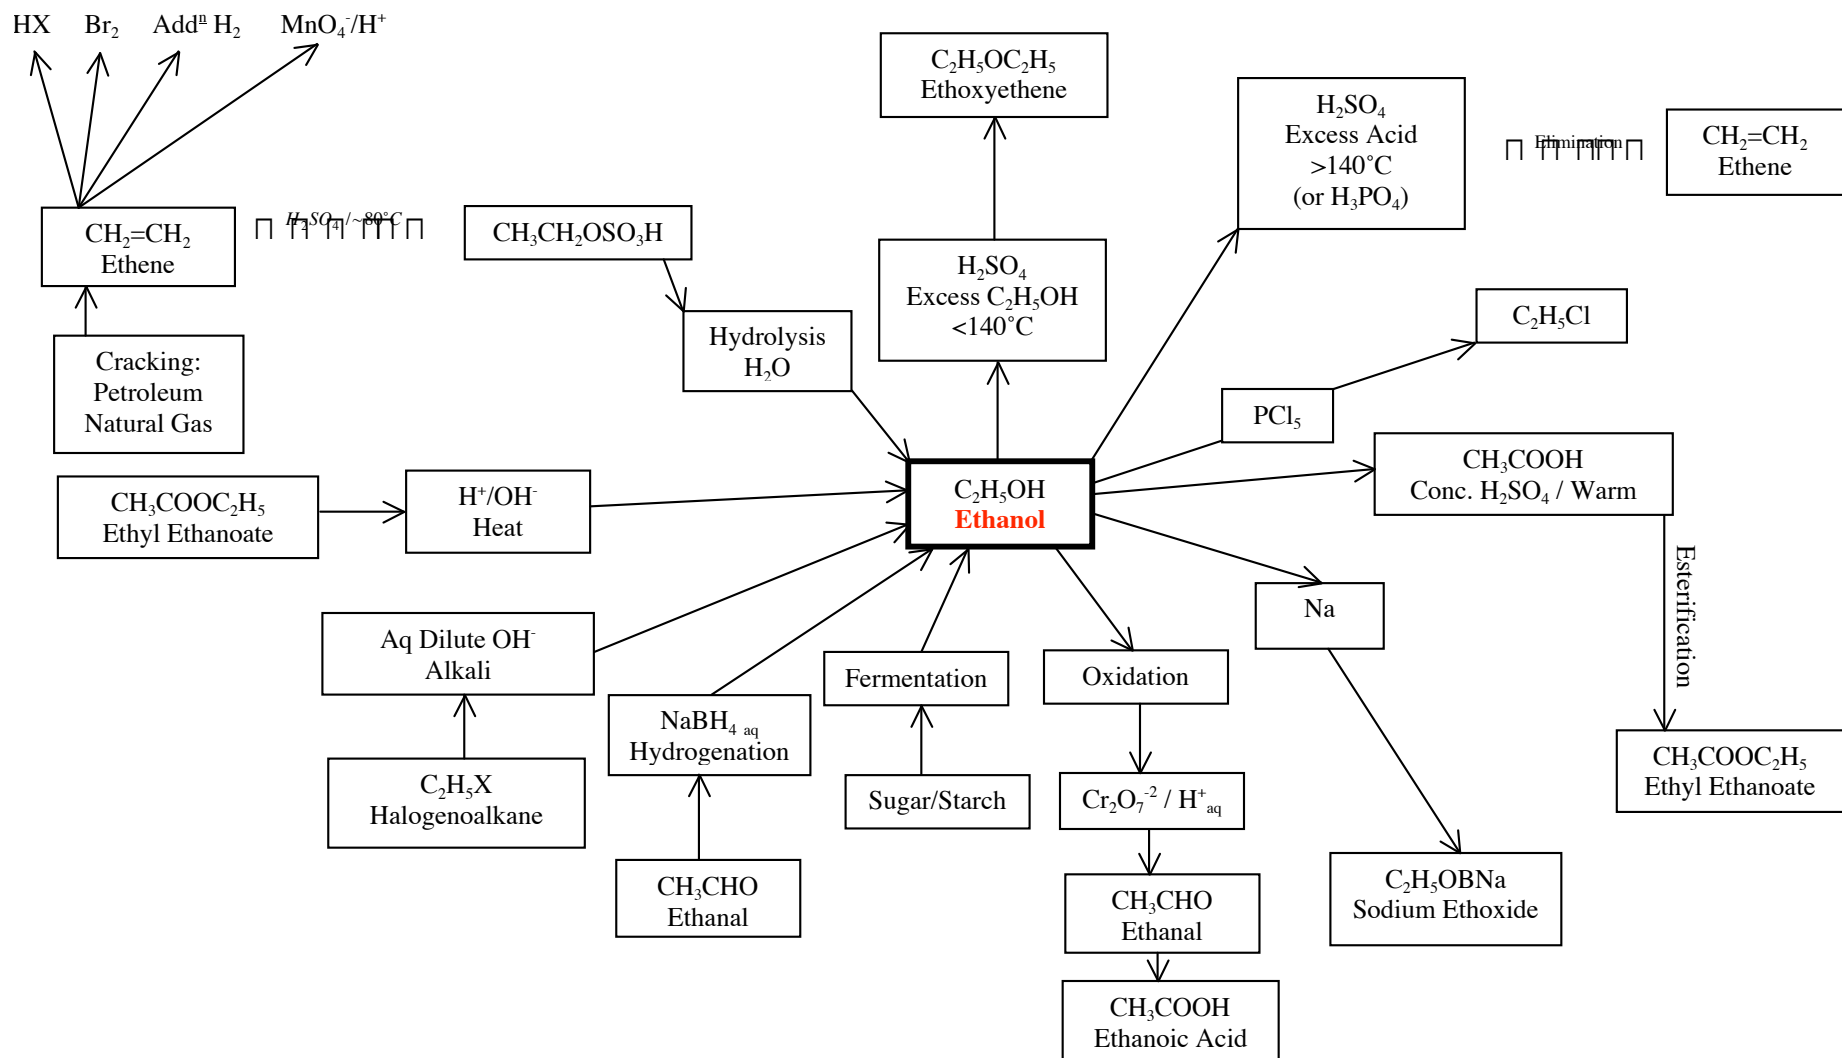 HX Br₂ Addⁿ H₂ MnO₄⁻/H⁺
C₂H₅OC₂H₅
Ethoxyethene
H₂SO₄
Excess Acid
>140°C
(or H₃PO₄)
Elimination
CH₂=CH₂
Ethene
CH₂=CH₂
Ethene
H₂SO₄/~80°C
CH₃CH₂OSO₃H
H₂SO₄
Excess C₂H₅OH
<140°C
Hydrolysis
H₂O
C₂H₅Cl
Cracking:
Petroleum
Natural Gas
PCl₅
CH₃COOH
Conc. H₂SO₄ / Warm
CH₃COOC₂H₅
Ethyl Ethanoate
H⁺/OH⁻
Heat
C₂H₅OH
Ethanol
Esterification
Na
Aq Dilute OH⁻
Alkali
Fermentation
Oxidation
NaBH₄ aq
Hydrogenation
CH₃COOC₂H₅
Ethyl Ethanoate
C₂H₅X
Halogenoalkane
Sugar/Starch
Cr₂O₇⁻² / H⁺aq
CH₃CHO
Ethanal
CH₃CHO
Ethanal
C₂H₅OBNa
Sodium Ethoxide
CH₃COOH
Ethanoic Acid